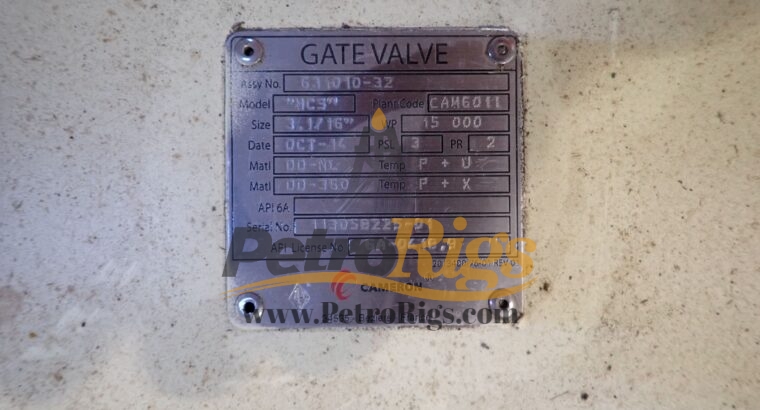 GATE VALVE
Assy No. 631010-32
Model "MCS" Plant Code CAM6011
Size 3.1/16" WP 15 000
Date OCT-14 PSL 3 PR 2
Matl DD-NL Temp P + U
Matl DD-350 Temp P + X
API 6A
Serial No.
API License No.
PetroRigs
CAMERON
www.PetroRigs.com